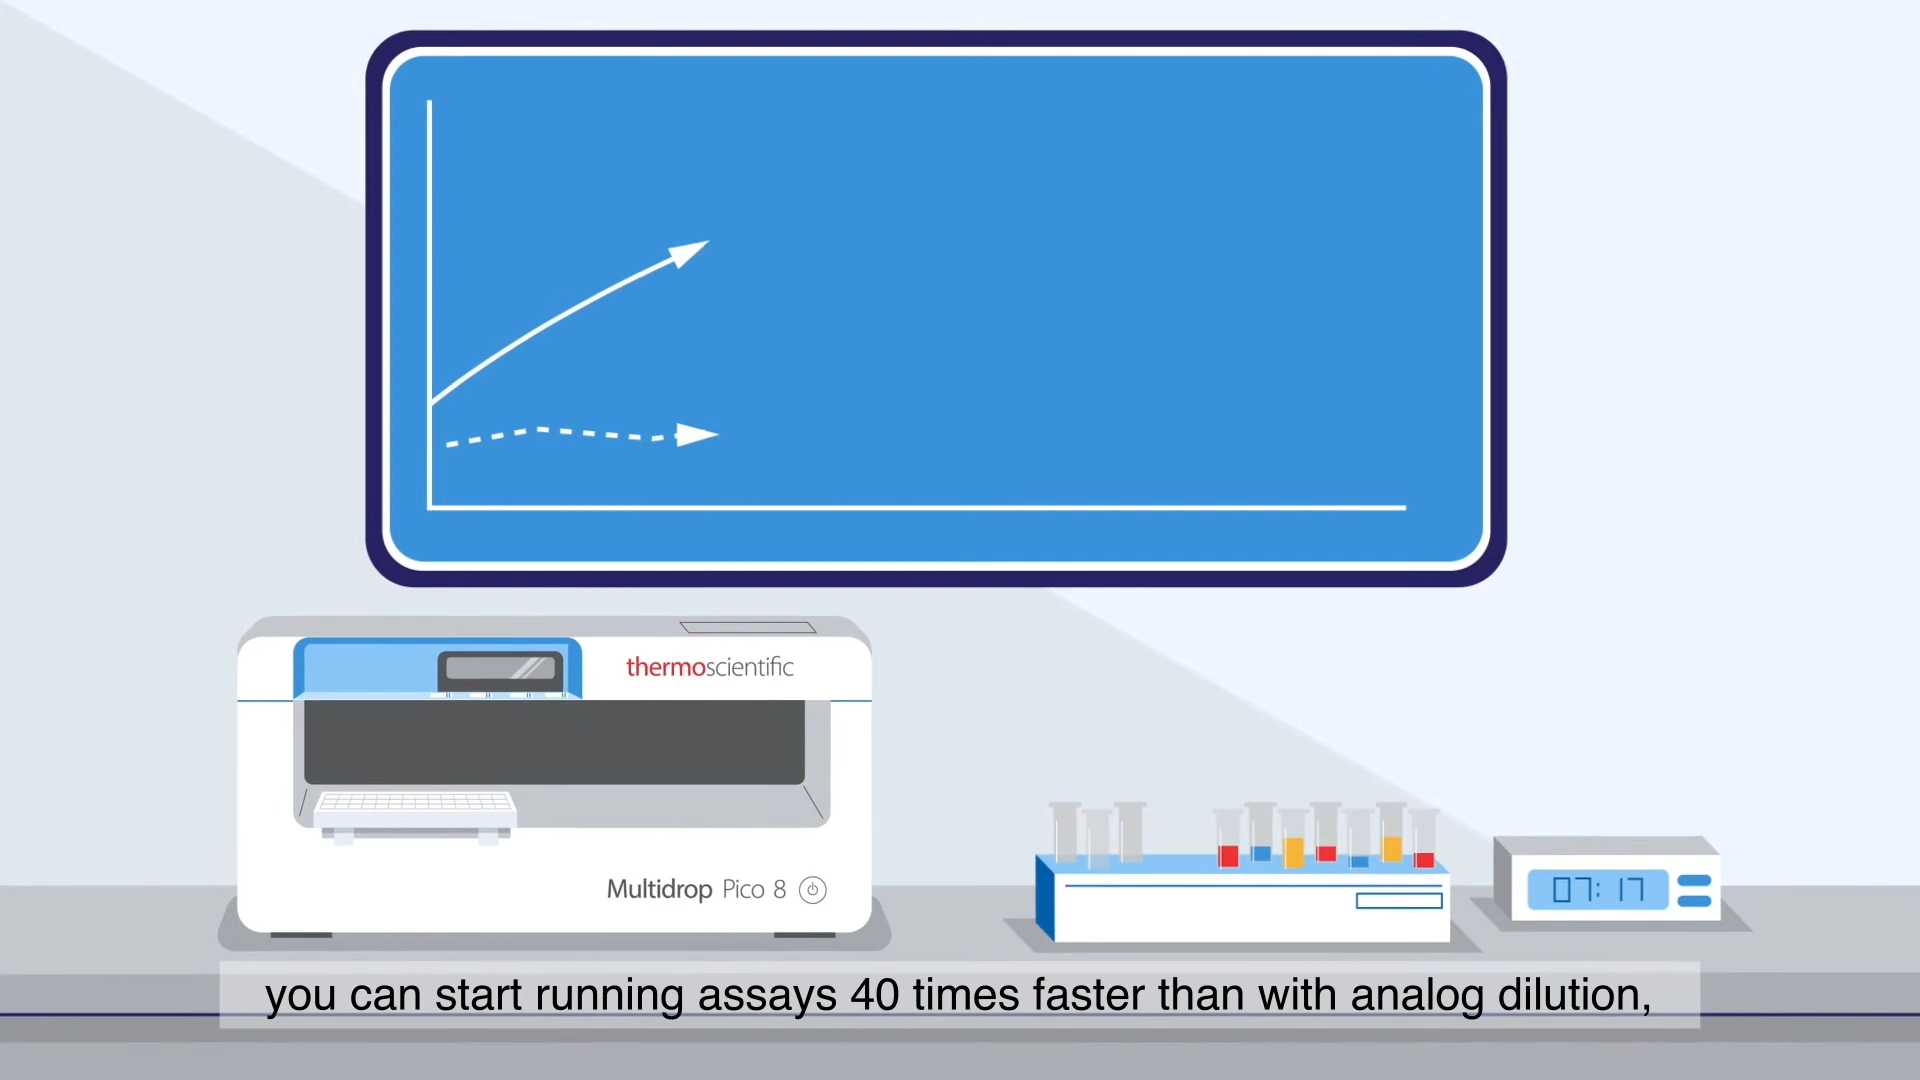 thermoscientific
Multidrop Pico 8
07:17
you can start running assays 40 times faster than with analog dilution,